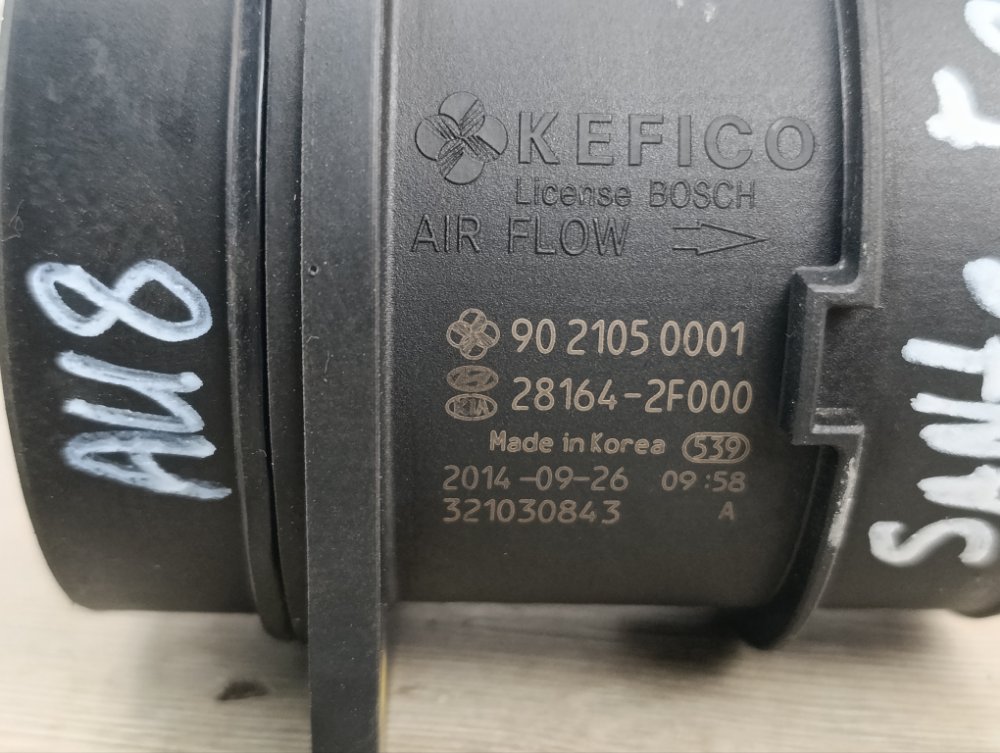 KEFICO
License BOSCH
AIR FLOW
90 2105 0001
28164-2F000
KIA
Made in Korea 539
2014-09-26 09:58
321030843 A
AU8